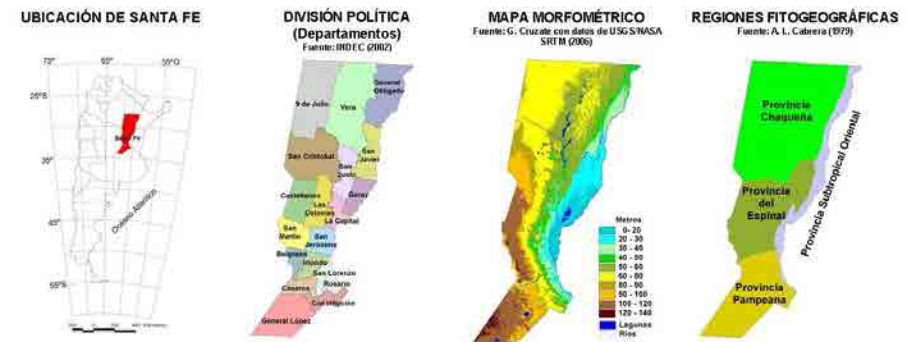 UBICACIÓN DE SANTA FE
70°
60°
50°O
25°S
35°
45°
55°S
Océano Atlántico
DIVISIÓN POLÍTICA
(Departamentos)
Fuente: INDEC (2002)
General
Obligado
9 de Julio
Vera
San Cristobal
San
Javier
San
Justo
Castellanos
Las
Colonias
Garay
La Capital
San
Martín
San
Jerónimo
Belgrano
Iriondo
San Lorenzo
Caseros
Rosario
Constitución
General López
MAPA MORFOMÉTRICO
Fuente: G. Cruzate con datos de USGS/NASA
SRTM (2006)
Metros
0- 20
20 - 30
30 - 40
40 - 50
50 - 60
60 - 80
80 - 90
90 - 100
100 - 120
120 - 140
Lagunas
Ríos
REGIONES FITOGEOGRÁFICAS
Fuente: A. L. Cabrera (1979)
Provincia
Chaqueña
Provincia
del
Espinal
Provincia
Pampeana
Provincia Subtropical Oriental